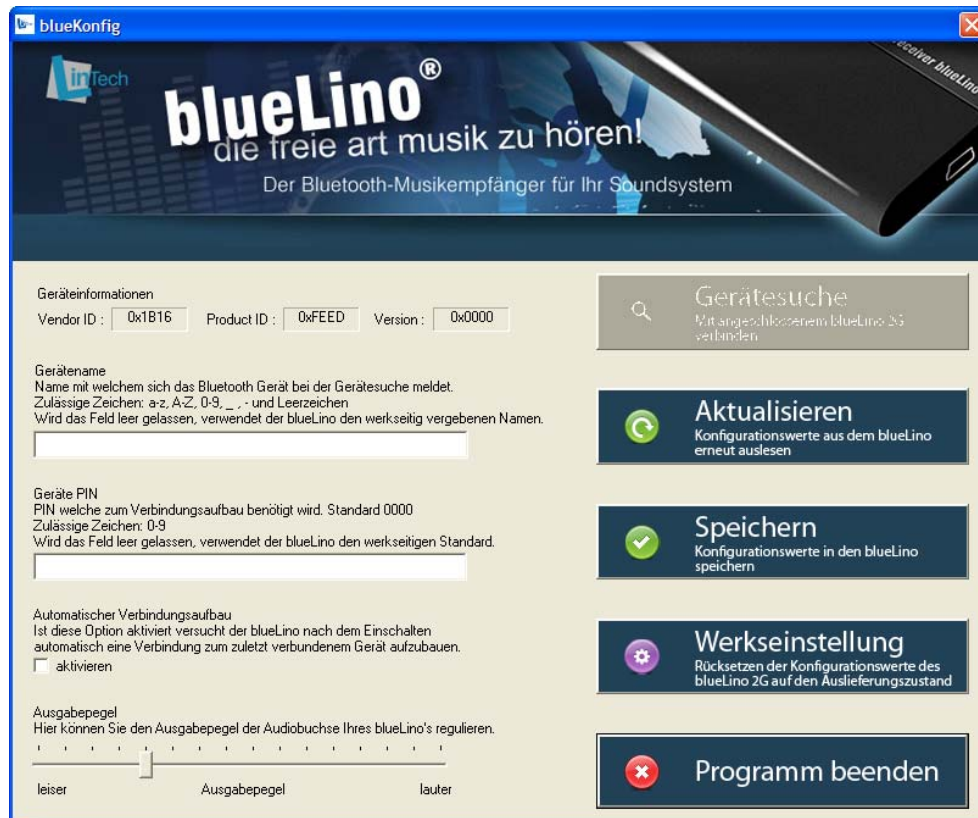 blueKonfig
LinTech
receiver blueLino
blueLino®
die freie art musik zu hören!
Der Bluetooth-Musikempfänger für Ihr Soundsystem
Geräteinformationen
Vendor ID : 0x1B16 Product ID : 0xFEED Version : 0x0000
Gerätename
Name mit welchem sich das Bluetooth Gerät bei der Gerätesuche meldet.
Zulässige Zeichen: a-z, A-Z, 0-9, _ , - und Leerzeichen
Wird das Feld leer gelassen, verwendet der blueLino den werkseitig vergebenen Namen.
Geräte PIN
PIN welche zum Verbindungsaufbau benötigt wird. Standard 0000
Zulässige Zeichen: 0-9
Wird das Feld leer gelassen, verwendet der blueLino den werkseitigen Standard.
Automatischer Verbindungsaufbau
Ist diese Option aktiviert versucht der blueLino nach dem Einschalten
automatisch eine Verbindung zum zuletzt verbundenem Gerät aufzubauen.
aktivieren
Ausgabepegel
Hier können Sie den Ausgabepegel der Audiobuchse Ihres blueLino's regulieren.
leiser Ausgabepegel lauter
Gerätesuche
Mit angeschlossenem blueLino 2G
verbinden
Aktualisieren
Konfigurationswerte aus dem blueLino
erneut auslesen
Speichern
Konfigurationswerte in den blueLino
speichern
Werkseinstellung
Rücksetzen der Konfigurationswerte des
blueLino 2G auf den Auslieferungszustand
Programm beenden